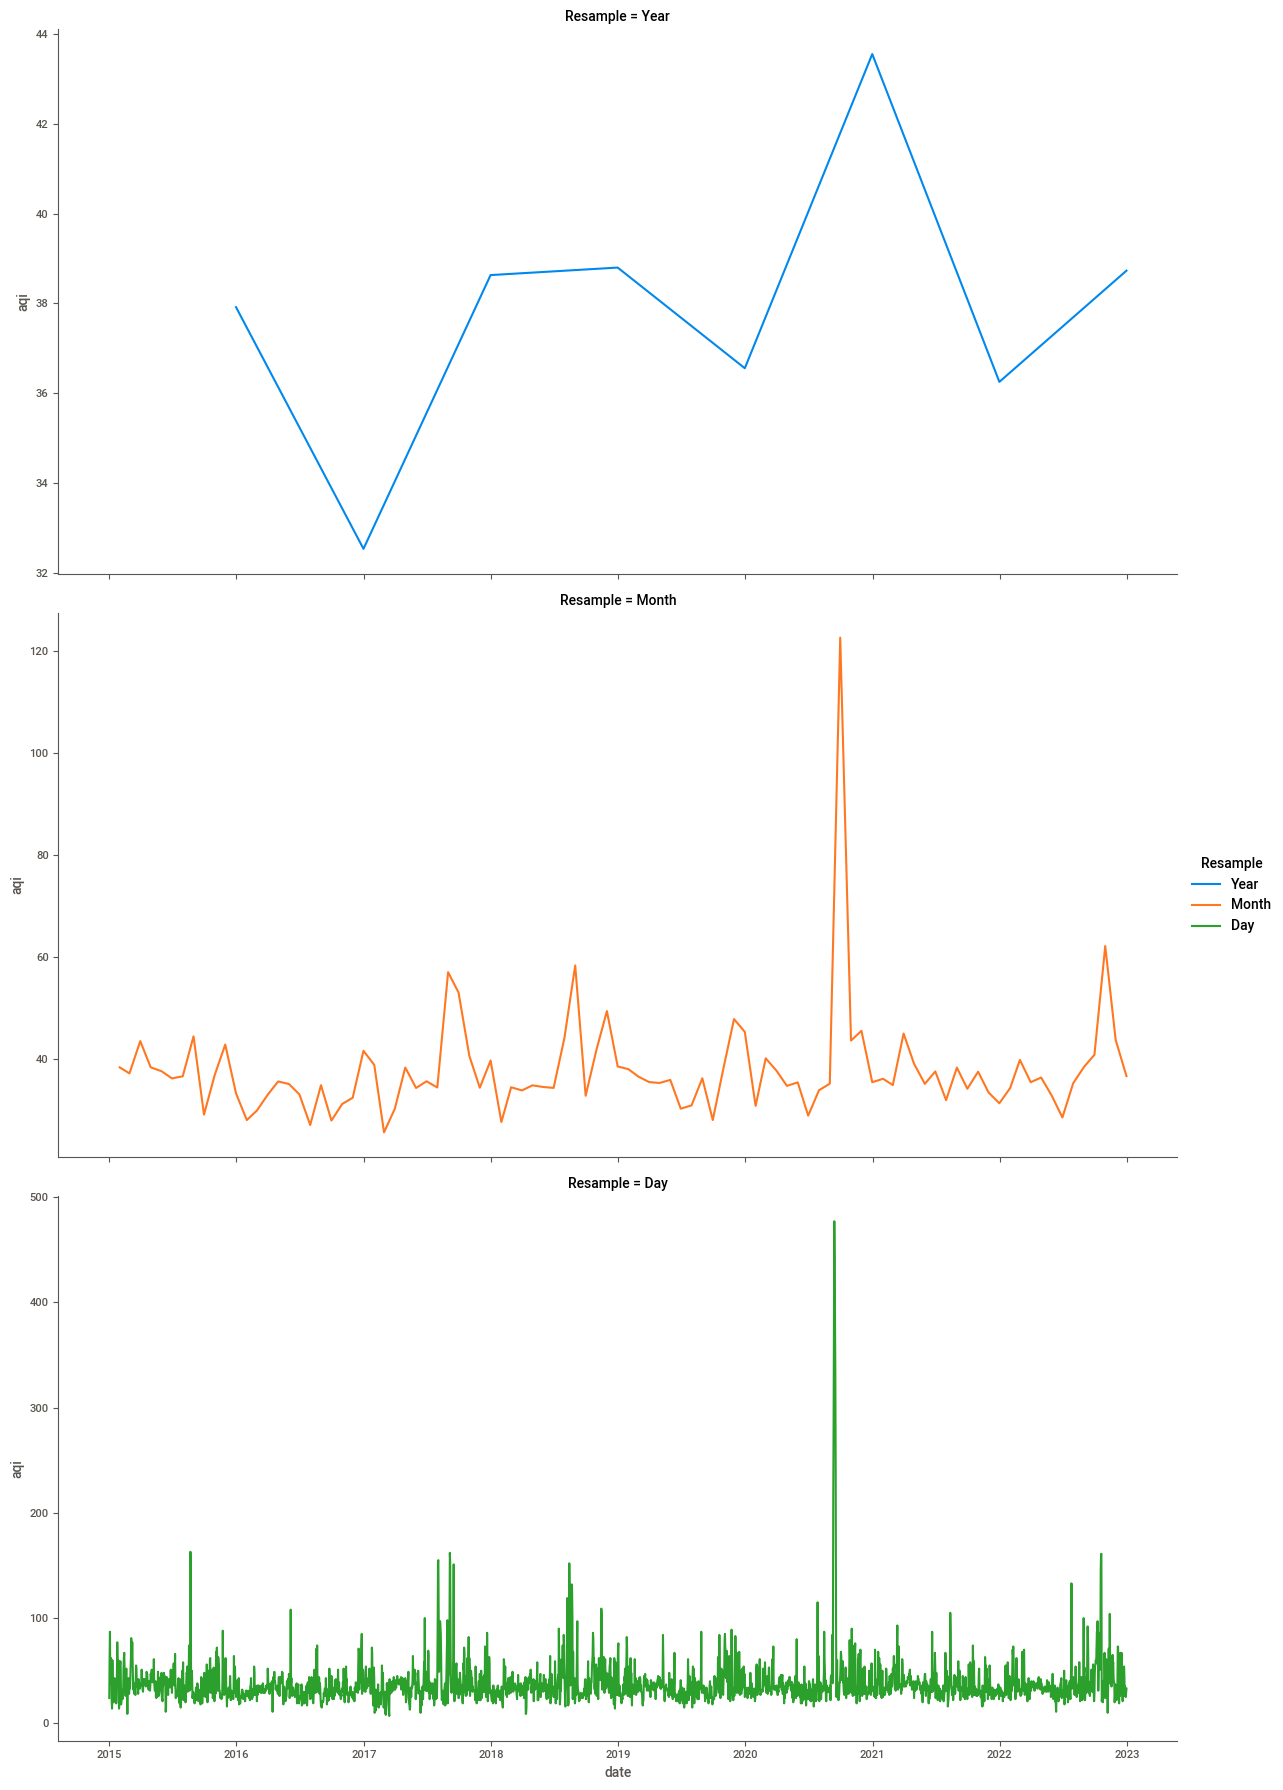 Resample = Year
44
42
40
38
36
34
32
aqi
Resample = Month
120
100
80
60
40
aqi
Resample
Year
Month
Day
Resample = Day
500
400
300
200
100
0
aqi
2015 2016 2017 2018 2019 2020 2021 2022 2023
date